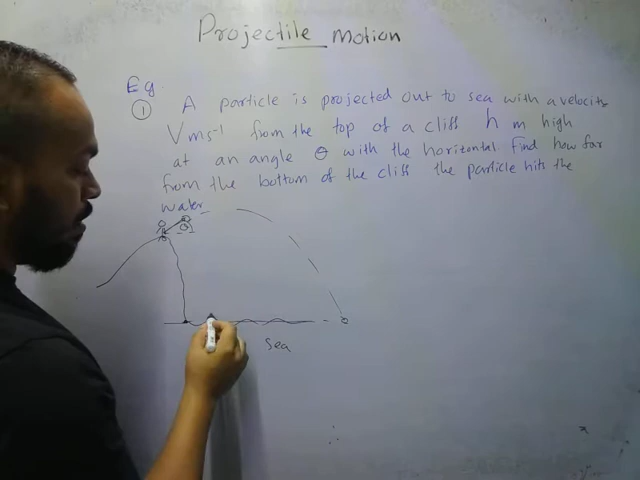 Projectile motion
Eg
① A particle is projected out to sea with a velocity
V ms⁻¹ from the top of a cliff h m high
at an angle θ with the horizontal Find how far
from the bottom of the cliff the particle hits the
water
sea